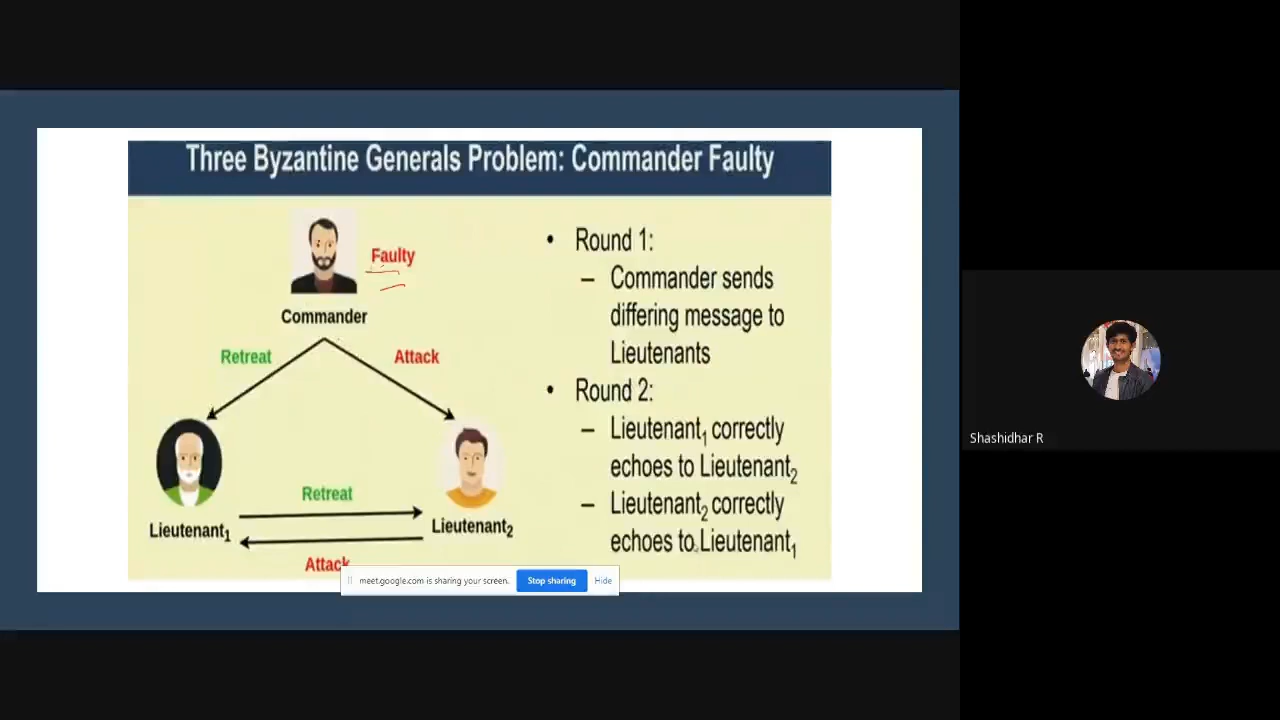 Three Byzantine Generals Problem: Commander Faulty
Faulty
Commander
Retreat
Attack
Lieutenant1
Lieutenant2
Retreat
Attack
• Round 1:
– Commander sends
differing message to
Lieutenants
• Round 2:
– Lieutenant1 correctly
echoes to Lieutenant2
– Lieutenant2 correctly
echoes to Lieutenant1
meet.google.com is sharing your screen.
Stop sharing
Hide
Shashidhar R